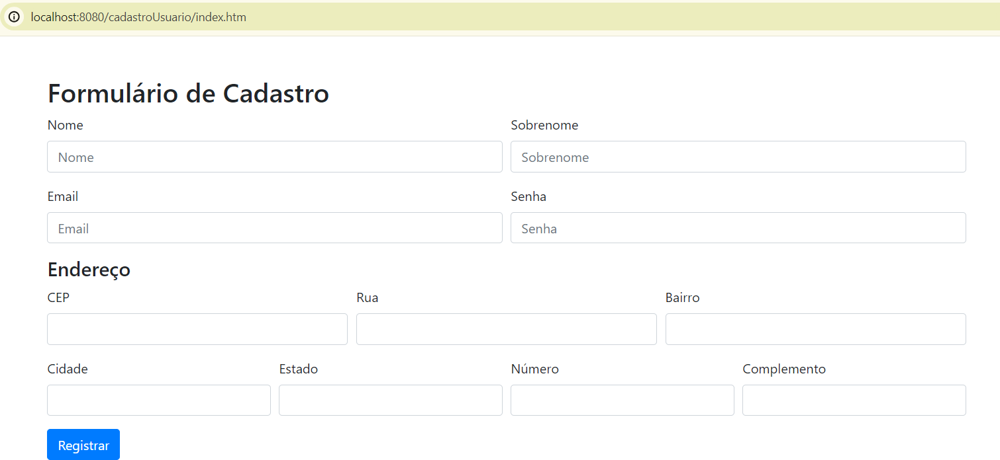 localhost:8080/cadastroUsuario/index.htm
Formulário de Cadastro
Nome Sobrenome
Nome Sobrenome
Email Senha
Email Senha
Endereço
CEP Rua Bairro
Cidade Estado Número Complemento
Registrar